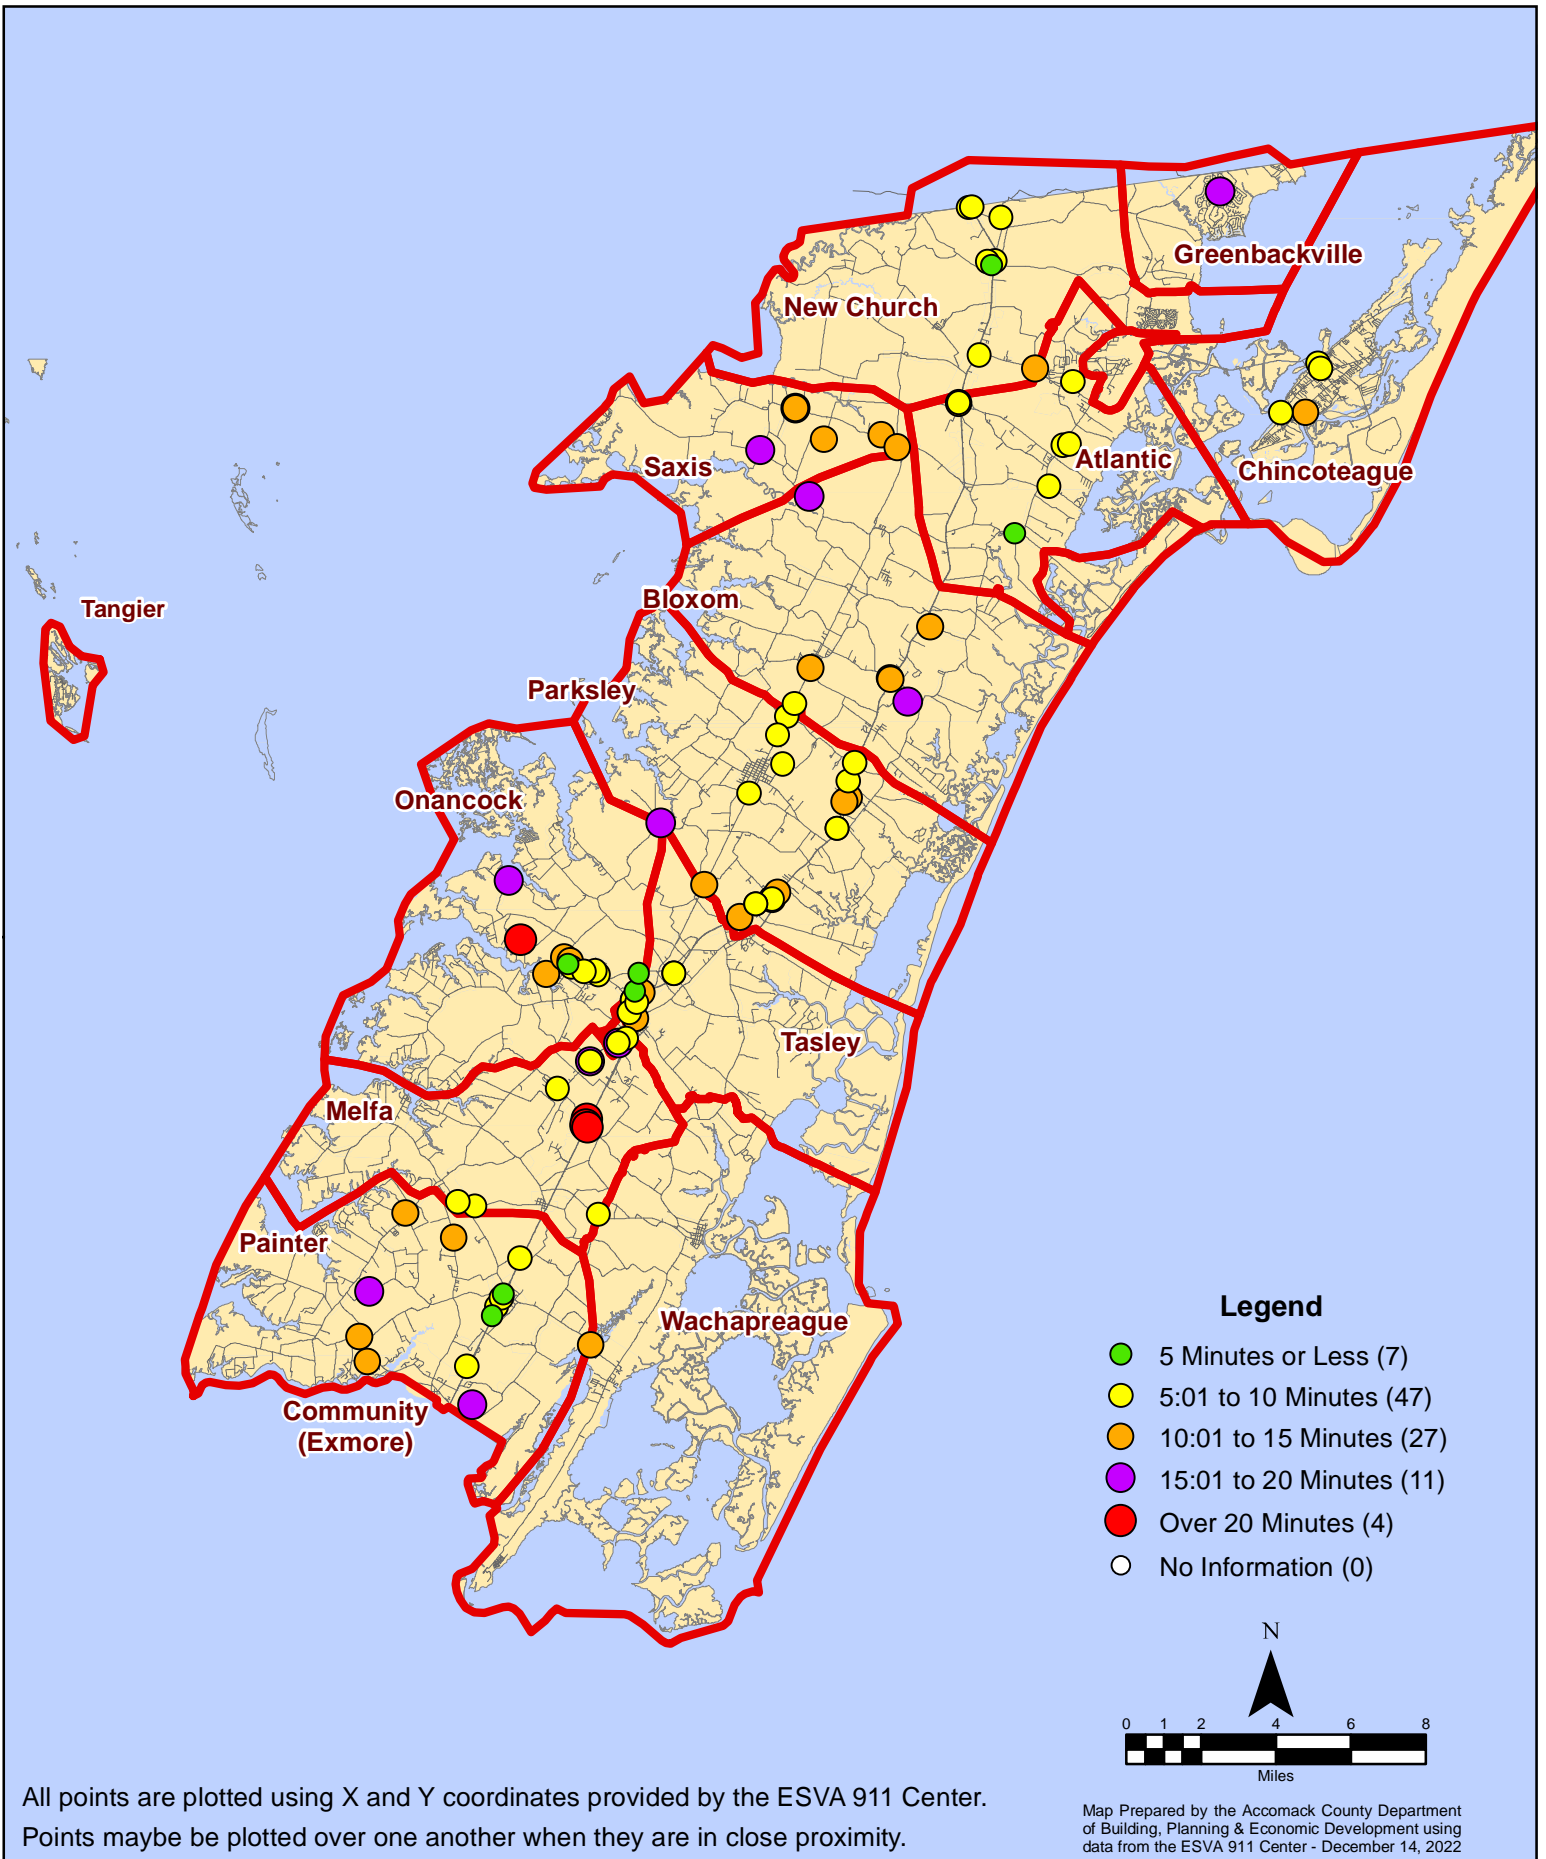 Greenbackville
New Church
Atlantic
Chincoteague
Saxis
Bloxom
Tangier
Parksley
Onancock
Tasley
Melfa
Painter
Wachapreague
Community
(Exmore)
Legend
5 Minutes or Less (7)
5:01 to 10 Minutes (47)
10:01 to 15 Minutes (27)
15:01 to 20 Minutes (11)
Over 20 Minutes (4)
No Information (0)
N
0 1 2 4 6 8
Miles
All points are plotted using X and Y coordinates provided by the ESVA 911 Center.
Points maybe be plotted over one another when they are in close proximity.
Map Prepared by the Accomack County Department
of Building, Planning & Economic Development using
data from the ESVA 911 Center - December 14, 2022